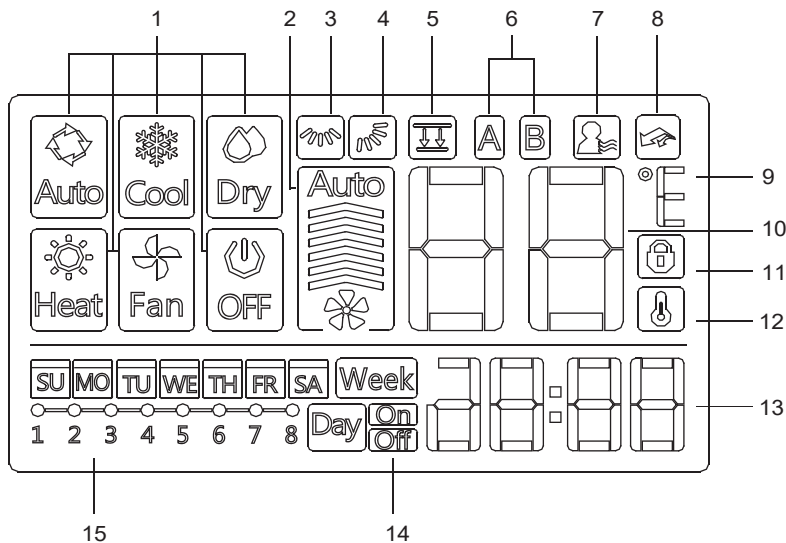 1 2 3 4 5 6 7 8
Auto Cool Dry A B
Auto
9
10
Heat Fan OFF
11
12
SU MO TU WE TH FR SA Week
1 2 3 4 5 6 7 8 Day On
Off
13
15 14